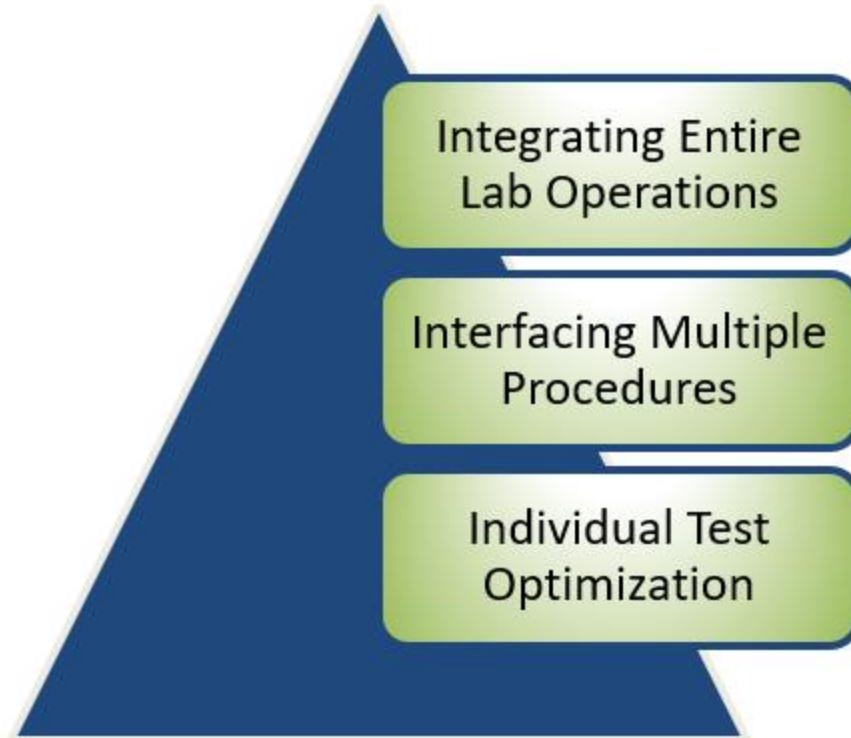 Integrating Entire
Lab Operations
Interfacing Multiple
Procedures
Individual Test
Optimization